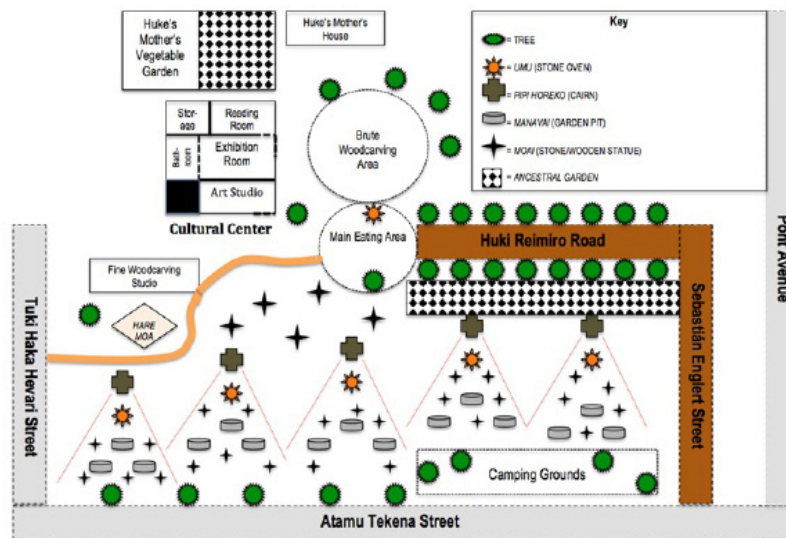 Huke's
Mother's
Vegetable
Garden
Huke's Mother's
House
Key
= TREE
= UMU (STONE OVEN)
= PIPI HOREKO (CAIRN)
= MANAVAI (GARDEN PIT)
= MOAI (STONE/WOODEN STATUE)
= ANCESTRAL GARDEN
Stor-
age
Reading
Room
Bath-
room
Exhibition
Room
Art Studio
Cultural Center
Brute
Woodcarving
Area
Main Eating Area
Huki Reimiro Road
Fine Woodcarving
Studio
HARE
MOA
Tuki Haka Hevari Street
Sebastián Englert Street
Pont Avenue
Camping Grounds
Atamu Tekena Street